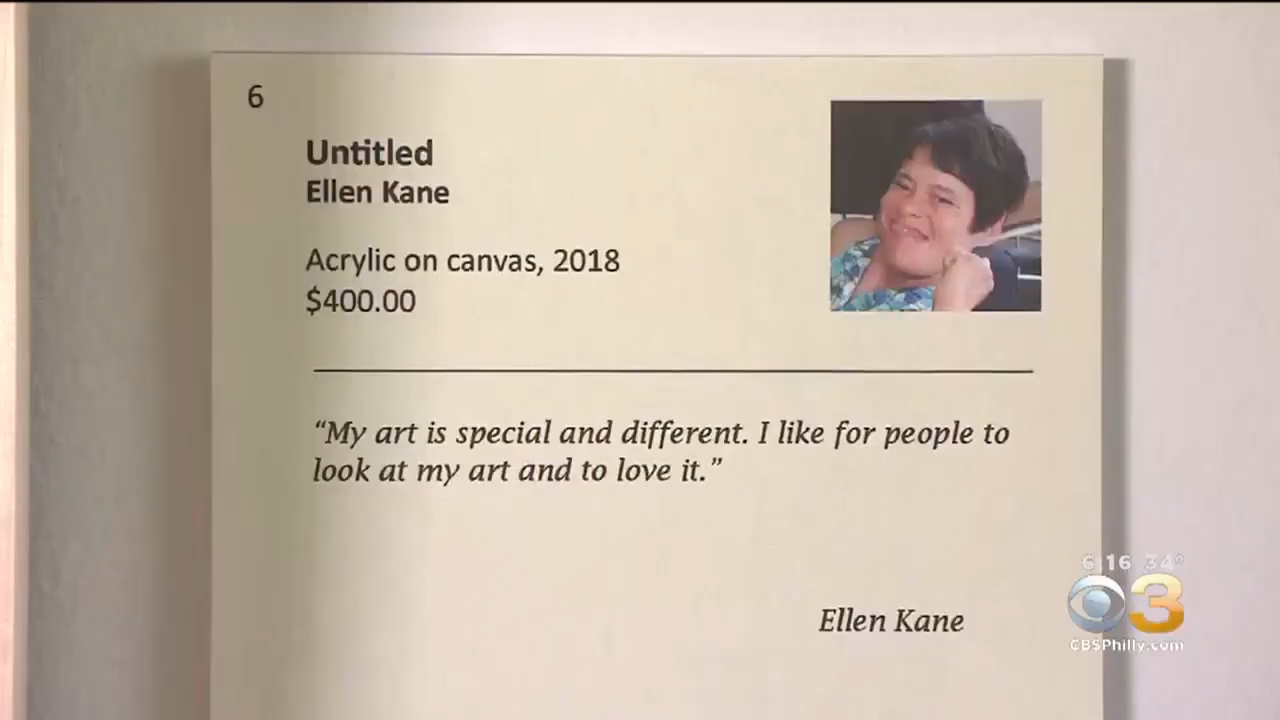 6
Untitled
Ellen Kane
Acrylic on canvas, 2018
$400.00
“My art is special and different. I like for people to
look at my art and to love it.”
Ellen Kane
6:16 34°
3
CBSPhilly.com